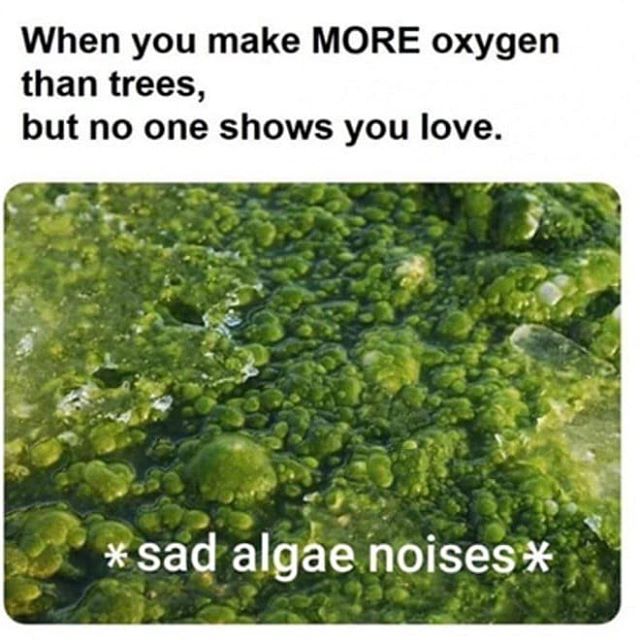 When you make MORE oxygen
than trees,
but no one shows you love.
*sad algae noises*